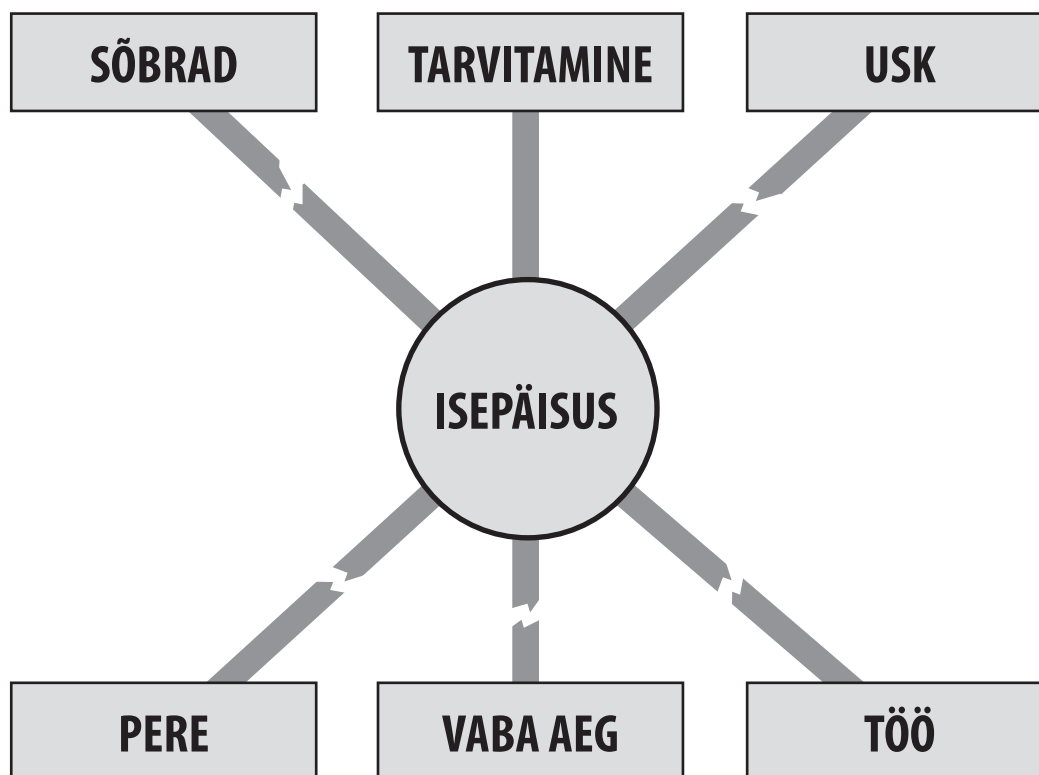 SÕBRAD
TARVITAMINE
USK
ISEPÄISUS
PERE
VABA AEG
TÖÖ